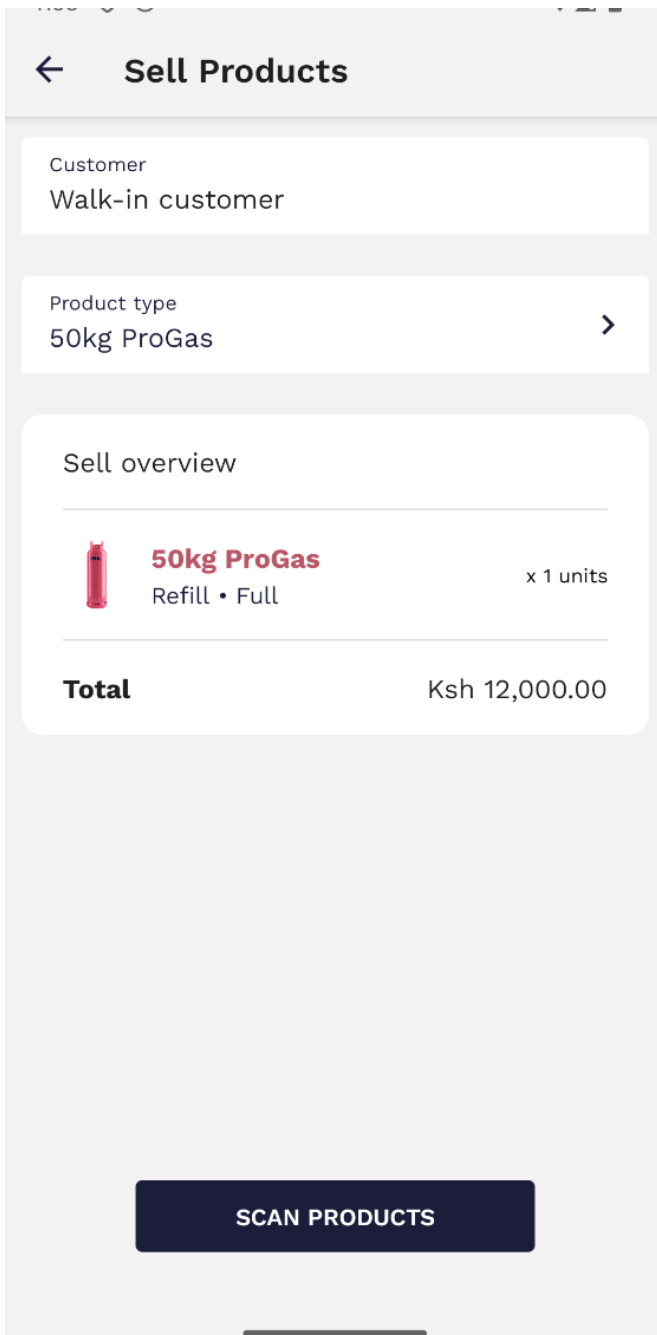 Sell Products
Customer
Walk-in customer
Product type
50kg ProGas
Sell overview
50kg ProGas
Refill • Full
x 1 units
Total
Ksh 12,000.00
SCAN PRODUCTS